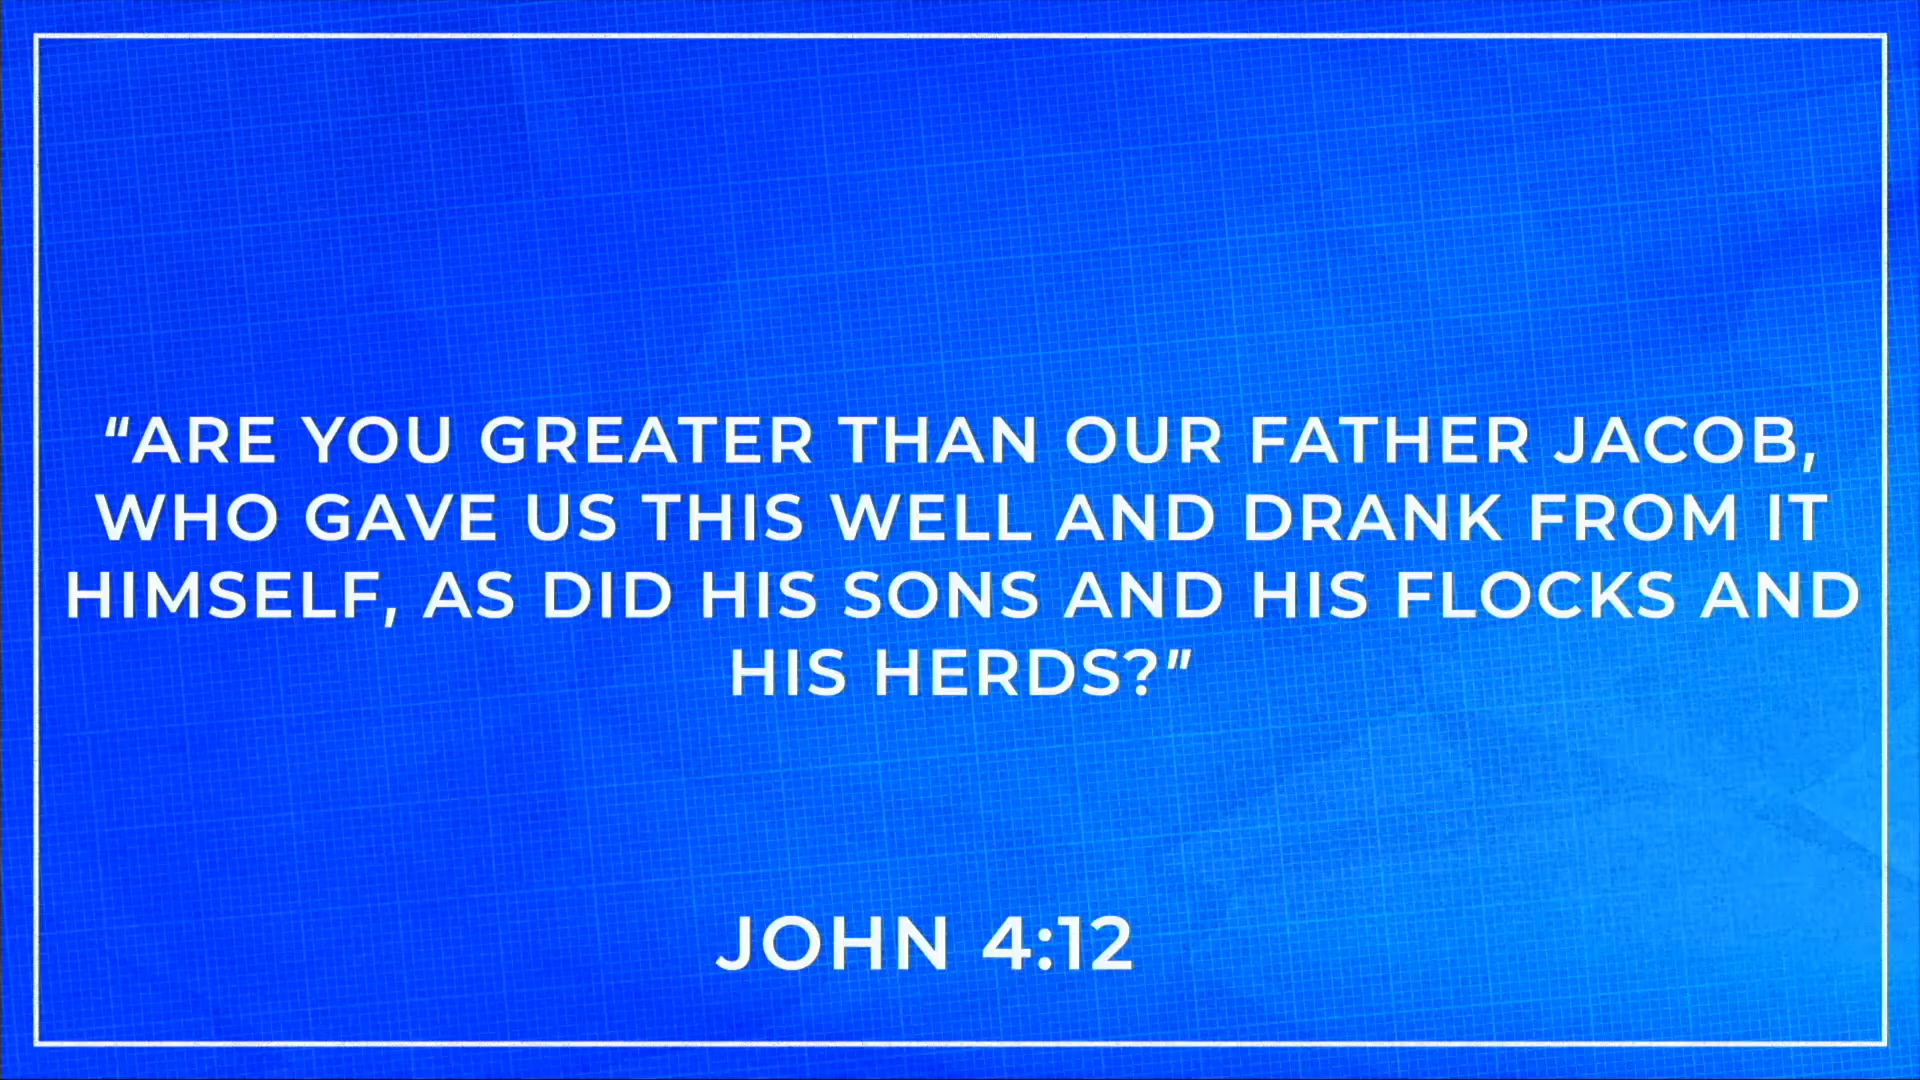 “ARE YOU GREATER THAN OUR FATHER JACOB,
WHO GAVE US THIS WELL AND DRANK FROM IT
HIMSELF, AS DID HIS SONS AND HIS FLOCKS AND
HIS HERDS?”
JOHN 4:12